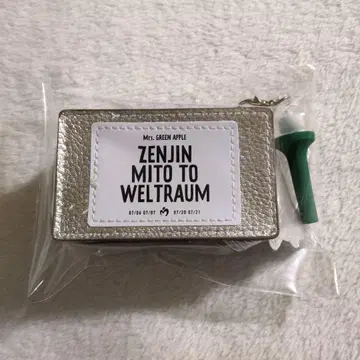 Mrs. GREEN APPLE
ZENJIN
MITO TO
WELTRAUM
07/06 07/07 07/20 07/21